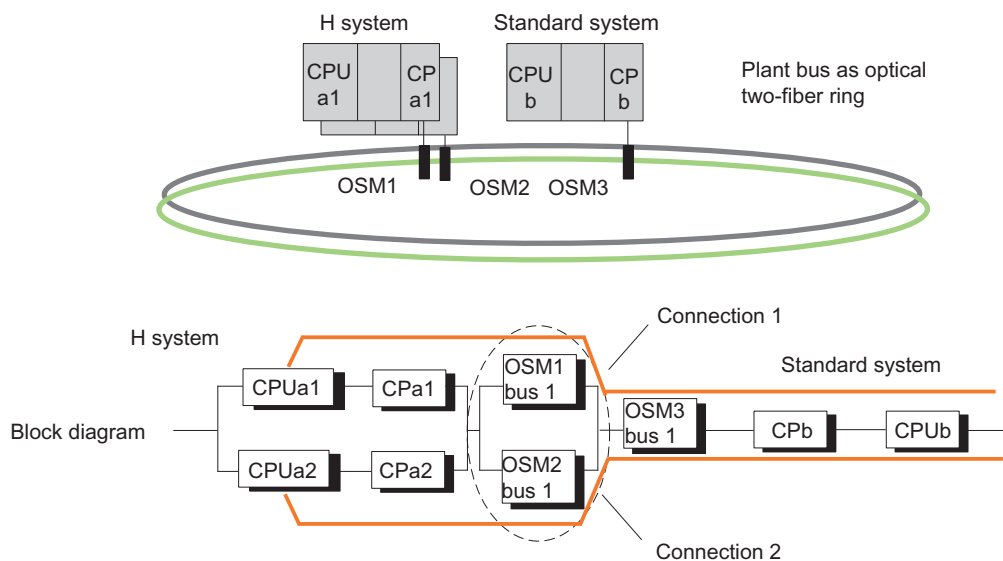 H system
Standard system
CPU
a1
CP
a1
CPU
b
CP
b
Plant bus as optical
two-fiber ring
OSM1
OSM2
OSM3
Connection 1
H system
Standard system
OSM1
bus 1
CPUa1
CPa1
Block diagram
OSM3
bus 1
CPb
CPUb
CPUa2
CPa2
OSM2
bus 1
Connection 2